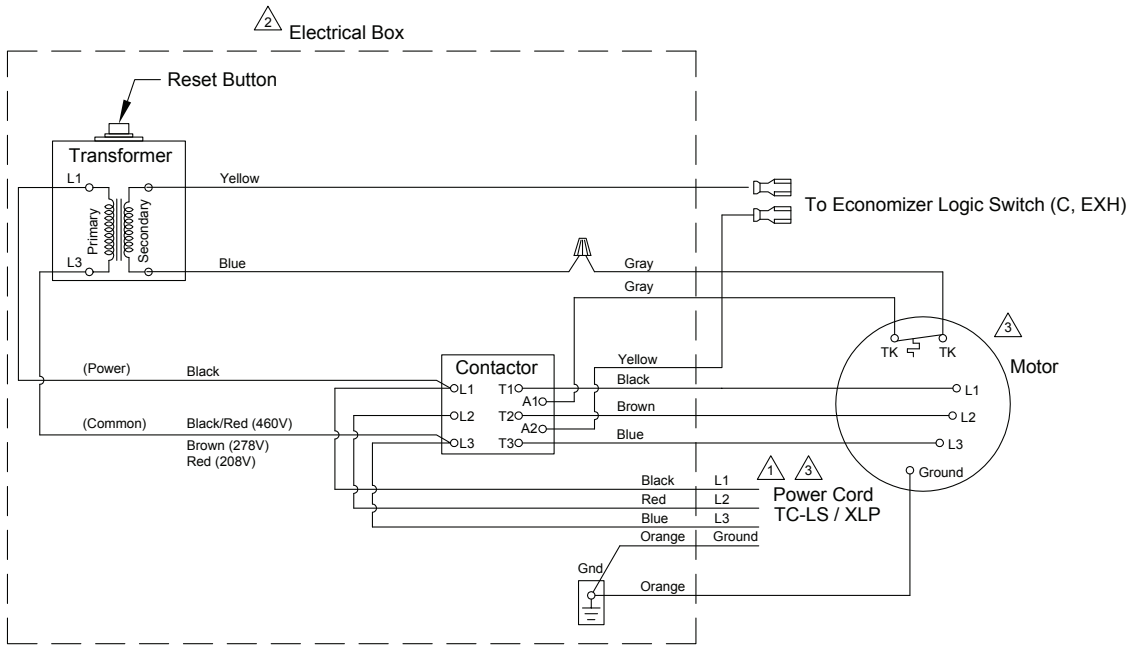 2
Electrical Box
Reset Button
Transformer
L1
Primary
Secondary
L3
Yellow
To Economizer Logic Switch (C, EXH)
Blue
Gray
Gray
3
TK
TK
Motor
(Power)
Black
Contactor
Yellow
Black
L1
T1
A1
L1
Brown
L2
T2
A2
L2
(Common)
Black/Red (460V)
Brown (278V)
Red (208V)
Blue
L3
T3
L3
Ground
1
3
Black
L1
Red
L2
Blue
L3
Orange
Ground
Power Cord
TC-LS / XLP
Gnd
Orange